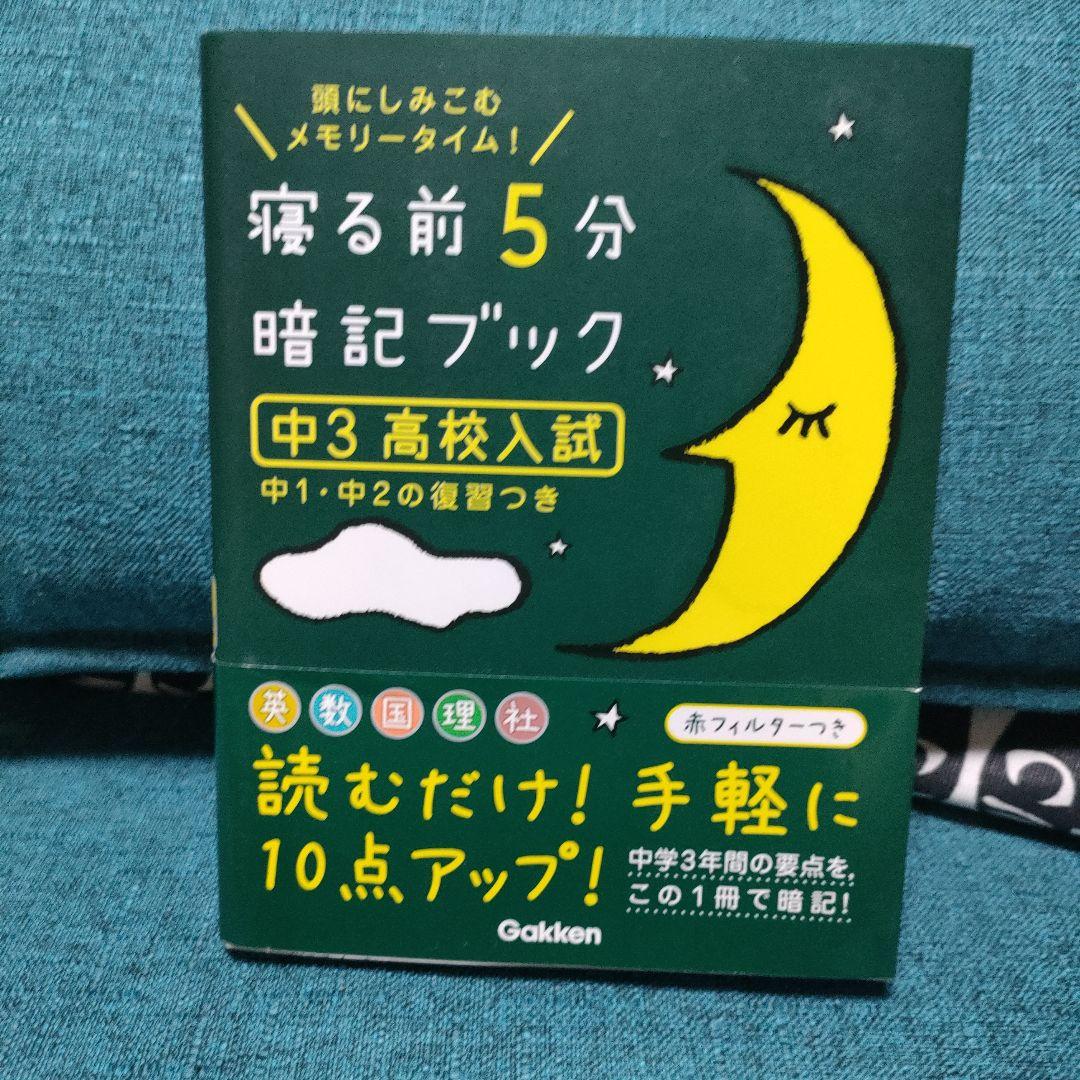 頭にしみこむ
メモリータイム！
寝る前5分
暗記ブック
中3 高校入試
中1・中2の復習つき
英 数 国 理 社
赤フィルターつき
読むだけ！手軽に
10点アップ！
中学3年間の要点を、
この1冊で暗記！
Gakken